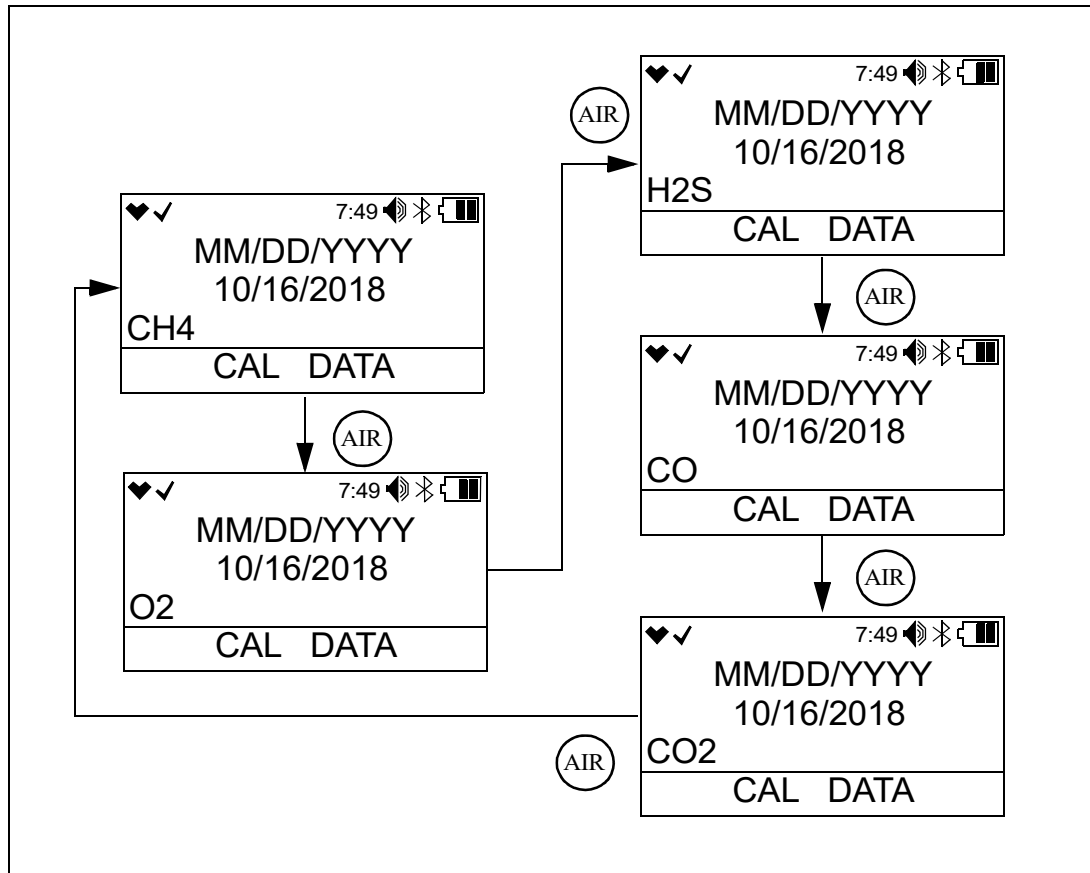 7:49
MM/DD/YYYY
10/16/2018
CH4
CAL DATA
AIR
7:49
MM/DD/YYYY
10/16/2018
O2
CAL DATA
AIR
7:49
MM/DD/YYYY
10/16/2018
H2S
CAL DATA
AIR
7:49
MM/DD/YYYY
10/16/2018
CO
CAL DATA
AIR
7:49
MM/DD/YYYY
10/16/2018
CO2
CAL DATA
AIR